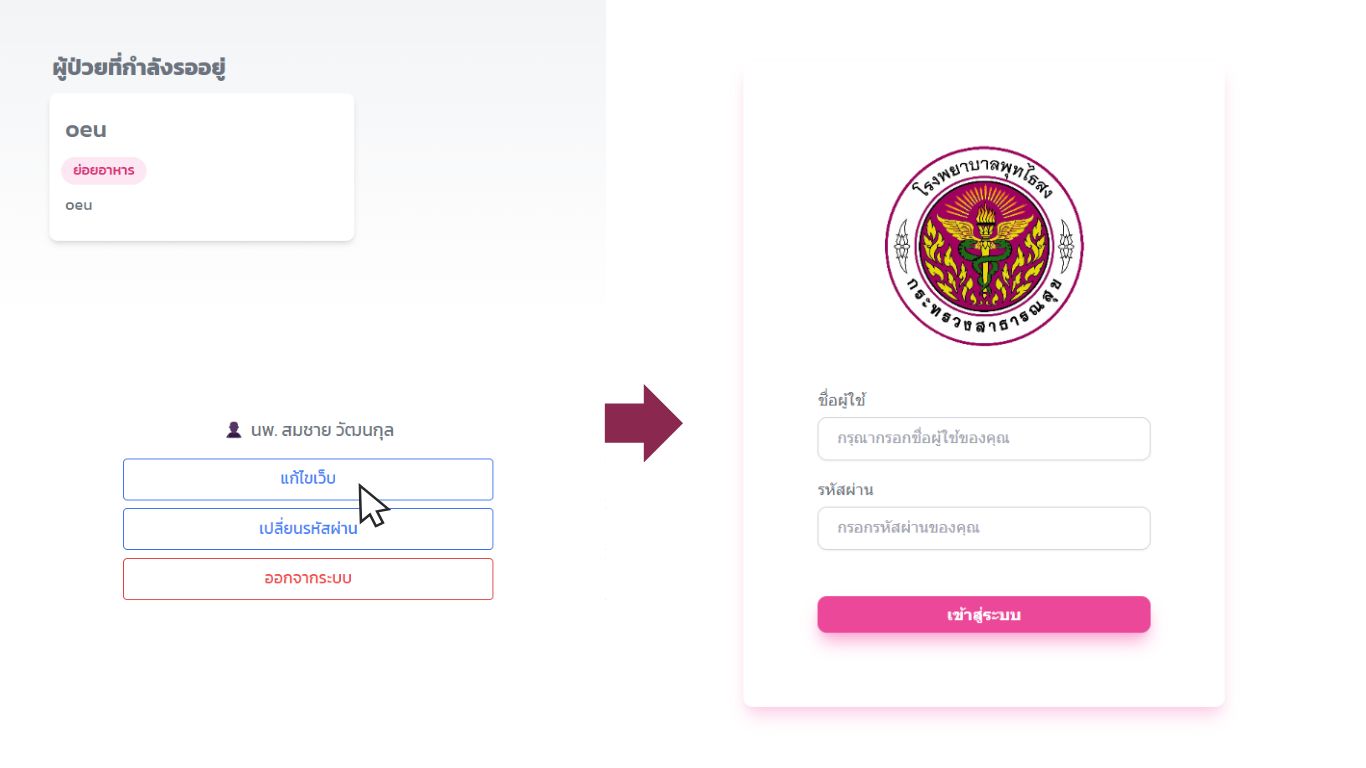 ผู้ป่วยที่กำลังรออยู่
oeu
ย่อยอาหาร
oeu
นพ. สมชาย วัฒนกุล
แก้ไขเว็บ
เปลี่ยนรหัสผ่าน
ออกจากระบบ
โรงพยาบาลพุทไธสง
กระทรวงสาธารณสุข
ชื่อผู้ใช้
กรุณากรอกชื่อผู้ใช้ของคุณ
รหัสผ่าน
กรอกรหัสผ่านของคุณ
เข้าสู่ระบบ